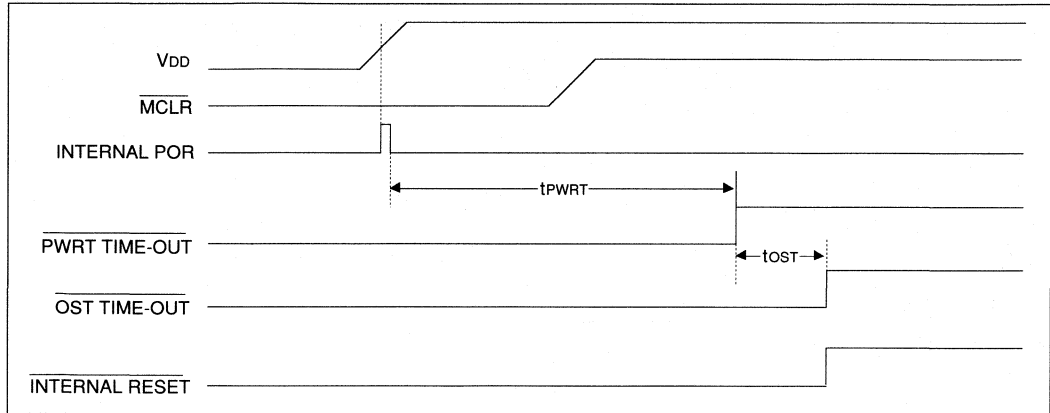 VDD
MCLR
INTERNAL POR
tPWRT
PWRT TIME-OUT
tOST
OST TIME-OUT
INTERNAL RESET